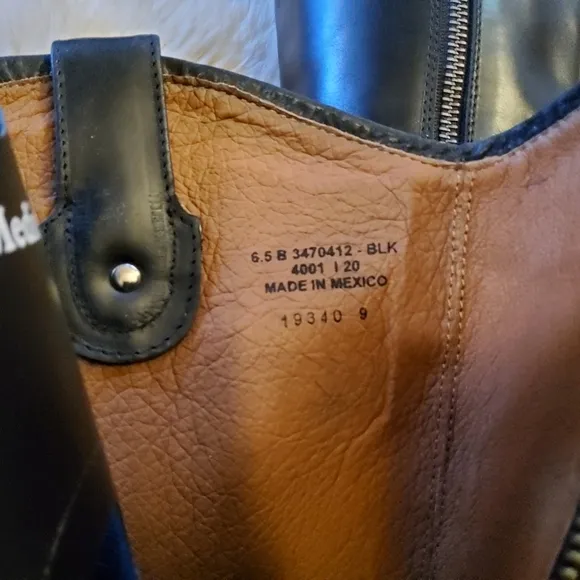 6.5 B 3470412 - BLK
4001 I 20
MADE IN MEXICO
19340 9